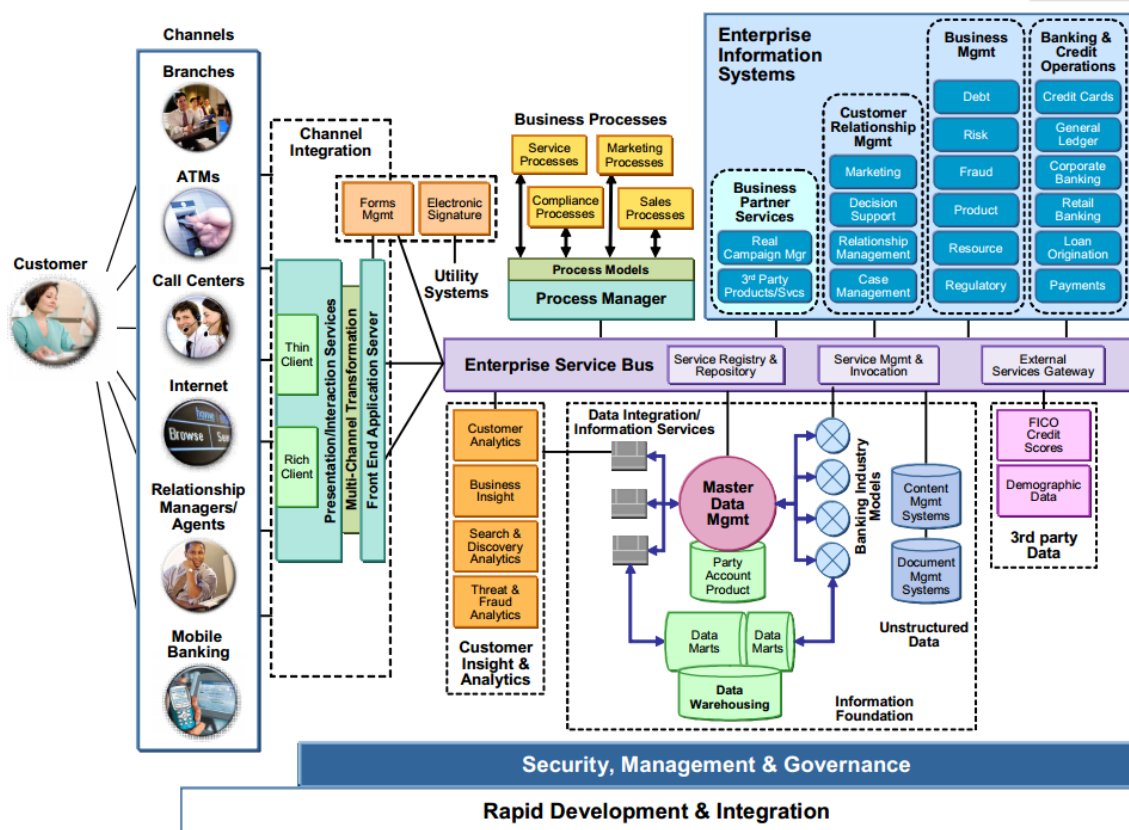 Channels
Branches
ATMs
Customer
Call Centers
Internet
home
Browse
Relationship
Managers/
Agents
Mobile
Banking
Channel
Integration
Forms
Mgmt
Electronic
Signature
Utility
Systems
Thin
Client
Rich
Client
Presentation/Interaction Services
Multi-Channel Transformation
Front End Application Server
Business Processes
Service
Processes
Marketing
Processes
Compliance
Processes
Sales
Processes
Process Models
Process Manager
Enterprise
Information
Systems
Business
Partner
Services
Real
Campaign Mgr
3rd Party
Products/Svcs
Customer
Relationship
Mgmt
Marketing
Decision
Support
Relationship
Management
Case
Management
Business
Mgmt
Debt
Risk
Fraud
Product
Resource
Regulatory
Banking &
Credit
Operations
Credit Cards
General
Ledger
Corporate
Banking
Retail
Banking
Loan
Origination
Payments
Enterprise Service Bus
Service Registry &
Repository
Service Mgmt &
Invocation
External
Services Gateway
Customer
Analytics
Business
Insight
Search &
Discovery
Analytics
Threat &
Fraud
Analytics
Customer
Insight &
Analytics
Data Integration/
Information Services
Master
Data
Mgmt
Party
Account
Product
Banking Industry
Models
Data
Marts
Data
Marts
Data
Warehousing
Content
Mgmt
Systems
Document
Mgmt
Systems
Unstructured
Data
Information
Foundation
FICO
Credit
Scores
Demographic
Data
3rd party
Data
Security, Management & Governance
Rapid Development & Integration